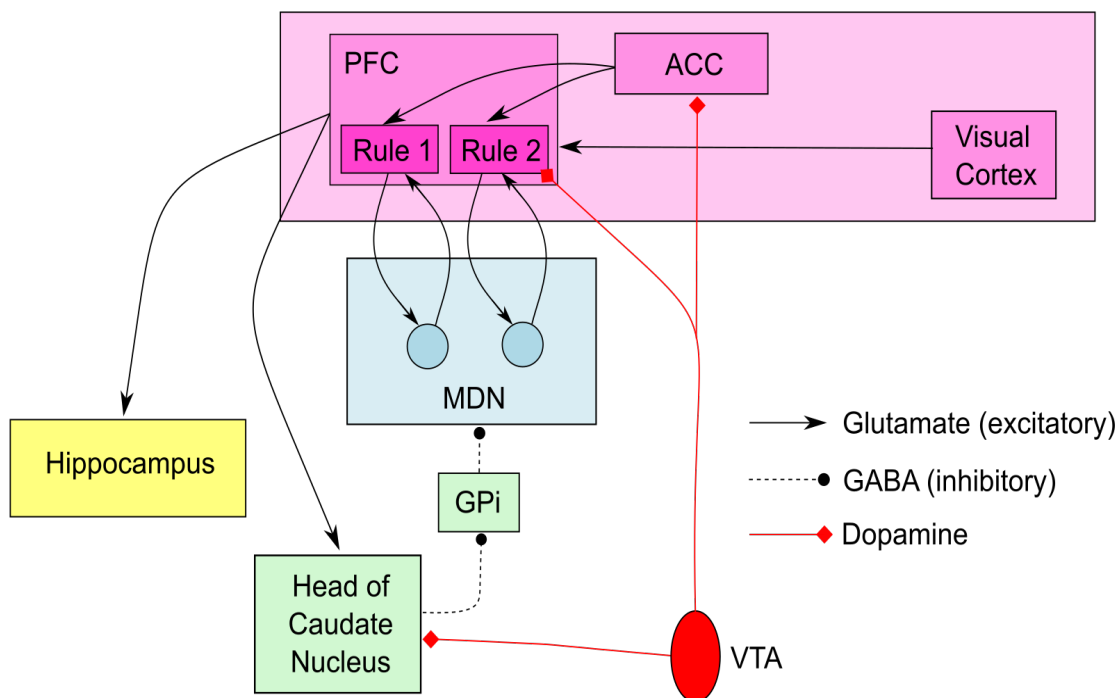 PFC
ACC
Rule 1
Rule 2
Visual
Cortex
MDN
Hippocampus
GPi
Head of
Caudate
Nucleus
VTA
Glutamate (excitatory)
GABA (inhibitory)
Dopamine